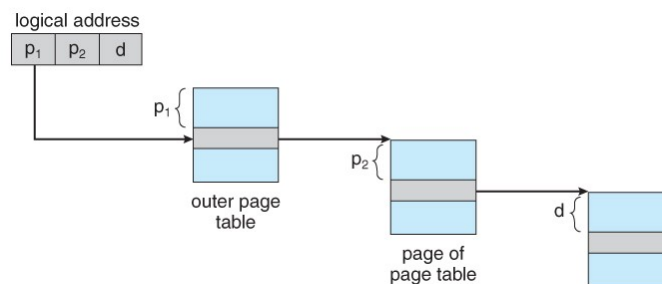 logical address
p1 p2 d
p1
outer page
table
p2
page of
page table
d